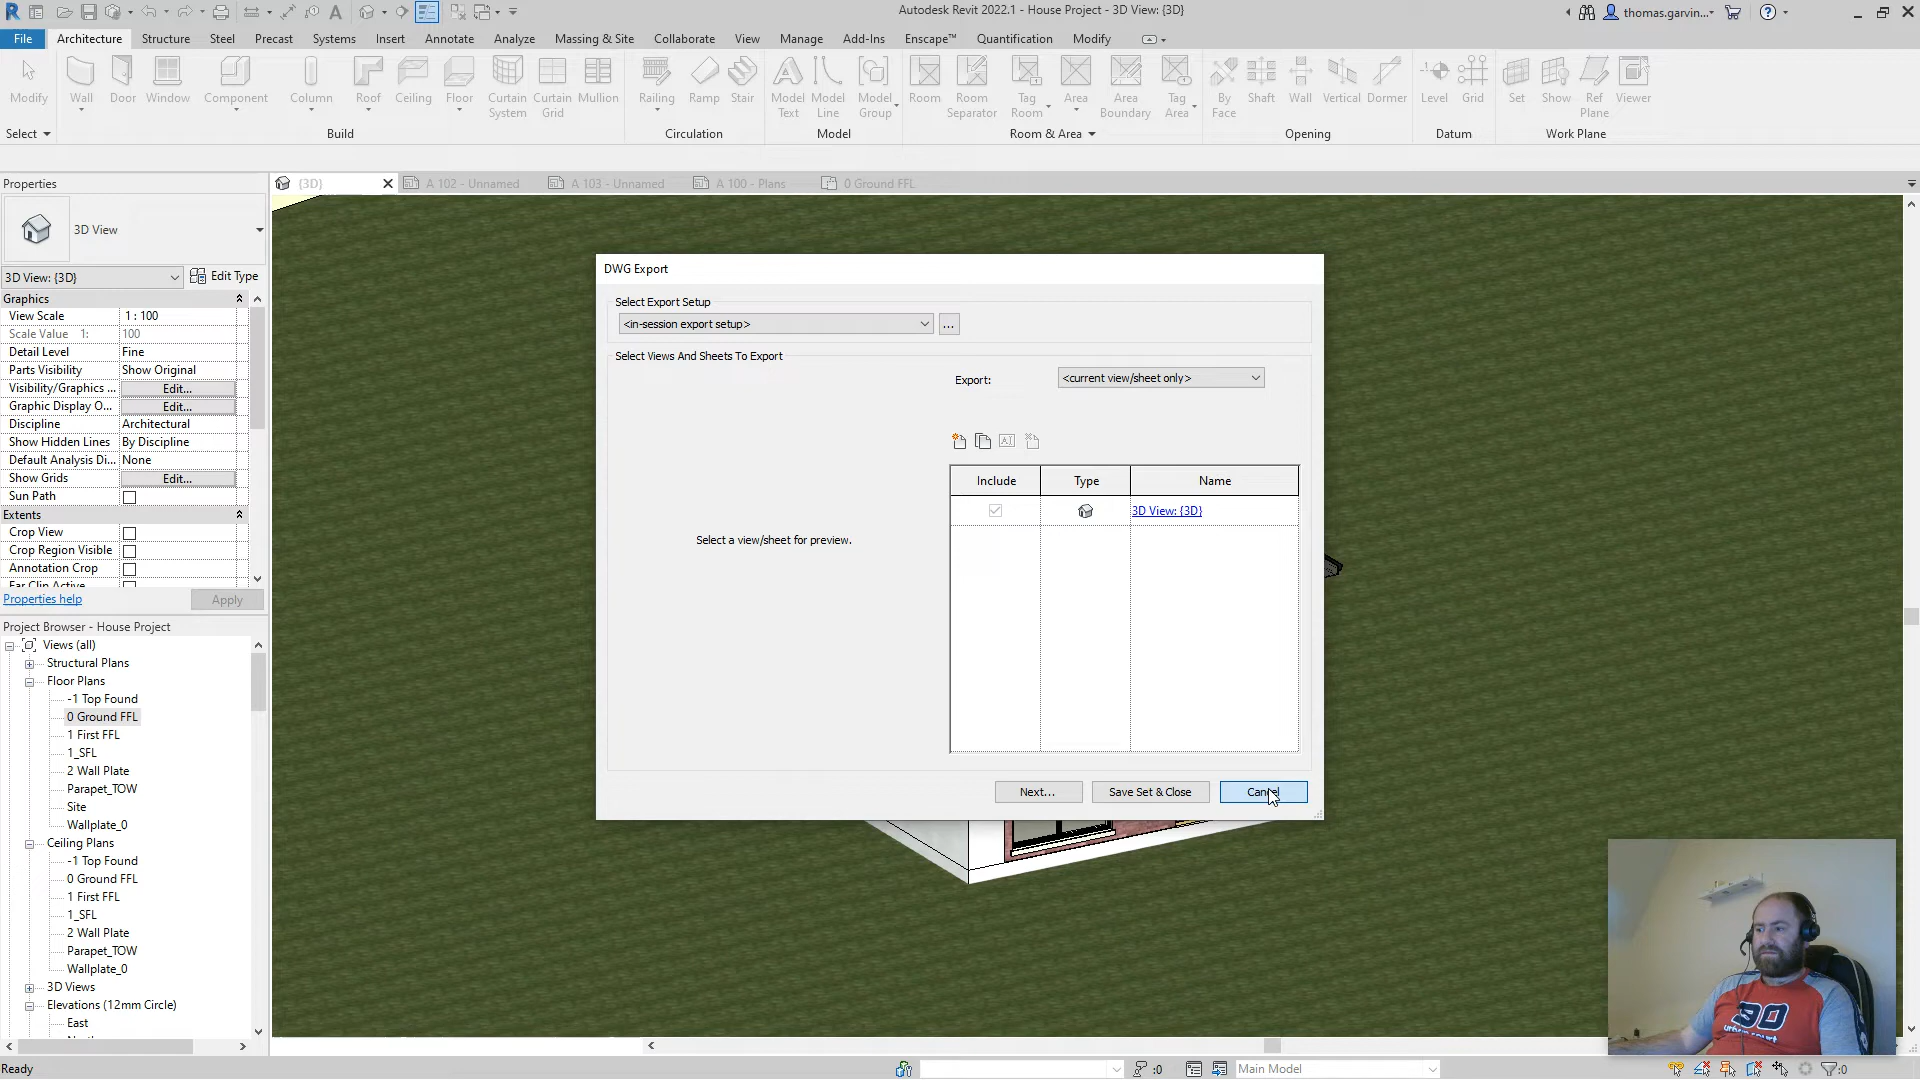 Autodesk Revit 2022.1 - House Project - 3D View: {3D}
thomas.garvin...
File Architecture Structure Steel Precast Systems Insert Annotate Analyze Massing & Site Collaborate View Manage Add-Ins Enscape™ Quantification Modify
Modify Wall Door Window Component Column Roof Ceiling Floor Curtain System Curtain Grid Mullion Railing Ramp Stair Model Text Model Line Model Group Room Room Separator Tag Room Area Area Boundary Tag Area By Face Shaft Wall Vertical Dormer Level Grid Set Show Ref Plane Viewer
Select Build Circulation Model Room & Area Opening Datum Work Plane
Properties
{3D} A 102 - Unnamed A 103 - Unnamed A 100 - Plans 0 Ground FFL
3D View
3D View: {3D} Edit Type
Graphics
View Scale 1 : 100
Scale Value 1: 100
Detail Level Fine
Parts Visibility Show Original
Visibility/Graphics ... Edit...
Graphic Display O... Edit...
Discipline Architectural
Show Hidden Lines By Discipline
Default Analysis Di... None
Show Grids Edit...
Sun Path
Extents
Crop View
Crop Region Visible
Annotation Crop
Far Clip Active
Properties help Apply
Project Browser - House Project
Views (all)
Structural Plans
Floor Plans
-1 Top Found
0 Ground FFL
1 First FFL
1_SFL
2 Wall Plate
Parapet_TOW
Site
Wallplate_0
Ceiling Plans
-1 Top Found
0 Ground FFL
1 First FFL
1_SFL
2 Wall Plate
Parapet_TOW
Wallplate_0
3D Views
Elevations (12mm Circle)
East
DWG Export
Select Export Setup
<in-session export setup> ...
Select Views And Sheets To Export
Export: <current view/sheet only>
Include Type Name
3D View: {3D}
Select a view/sheet for preview.
Next... Save Set & Close Cancel
Ready
:0
Main Model
:0